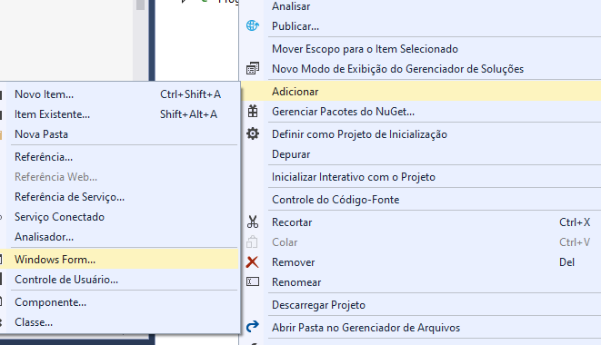 Analisar
Publicar...
Mover Escopo para o Item Selecionado
Novo Modo de Exibição do Gerenciador de Soluções
Adicionar
Gerenciar Pacotes do NuGet...
Definir como Projeto de Inicialização
Depurar
Inicializar Interativo com o Projeto
Controle do Código-Fonte
Recortar Ctrl+X
Colar Ctrl+V
Remover Del
Renomear
Descarregar Projeto
Abrir Pasta no Gerenciador de Arquivos
Novo Item... Ctrl+Shift+A
Item Existente... Shift+Alt+A
Nova Pasta
Referência...
Referência Web...
Referência de Serviço...
Serviço Conectado
Analisador...
Windows Form...
Controle de Usuário...
Componente...
Classe...